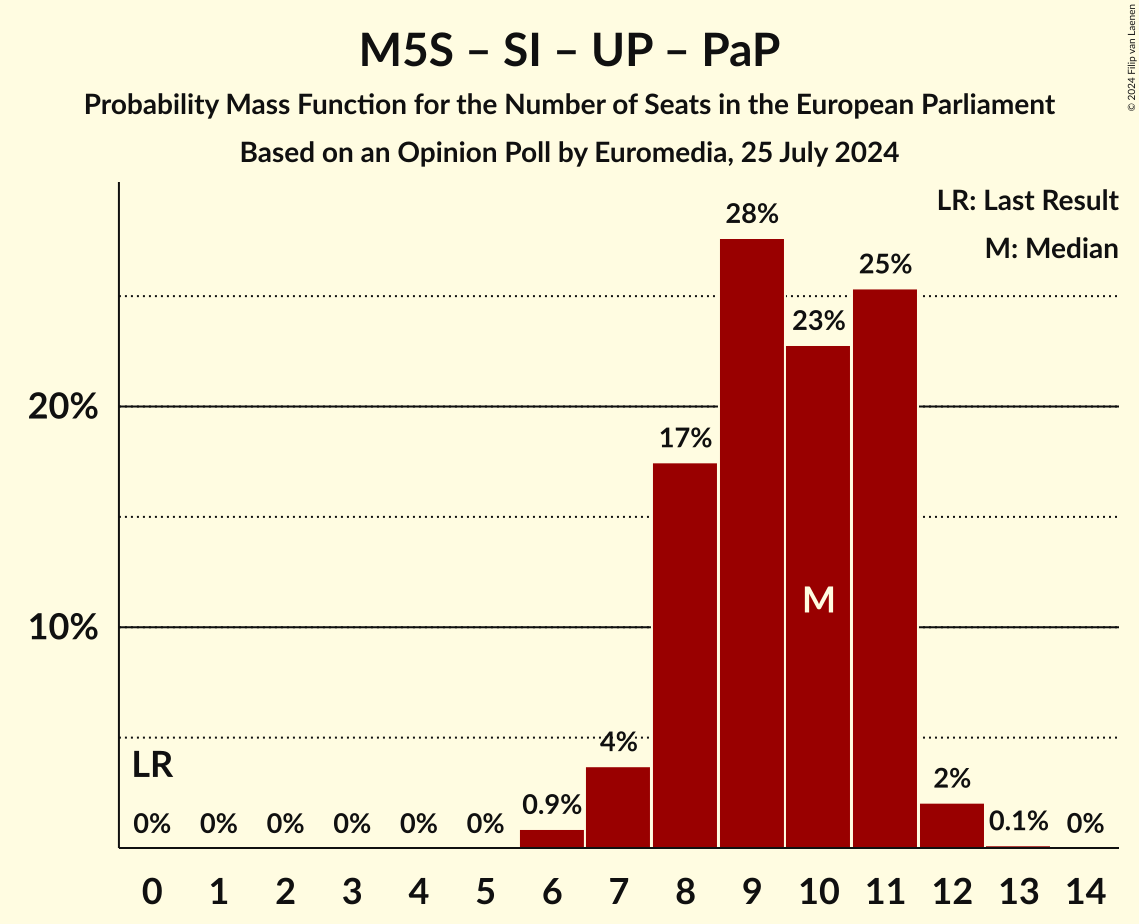 M5S – SI – UP – PaP
Probability Mass Function for the Number of Seats in the European Parliament
Based on an Opinion Poll by Euromedia, 25 July 2024
© 2024 Filip van Laenen
LR: Last Result
M: Median
28%
25%
23%
20%
17%
M
10%
4%
LR
2%
0.9%
0% 0% 0% 0% 0% 0% 0.1% 0%
0 1 2 3 4 5 6 7 8 9 10 11 12 13 14